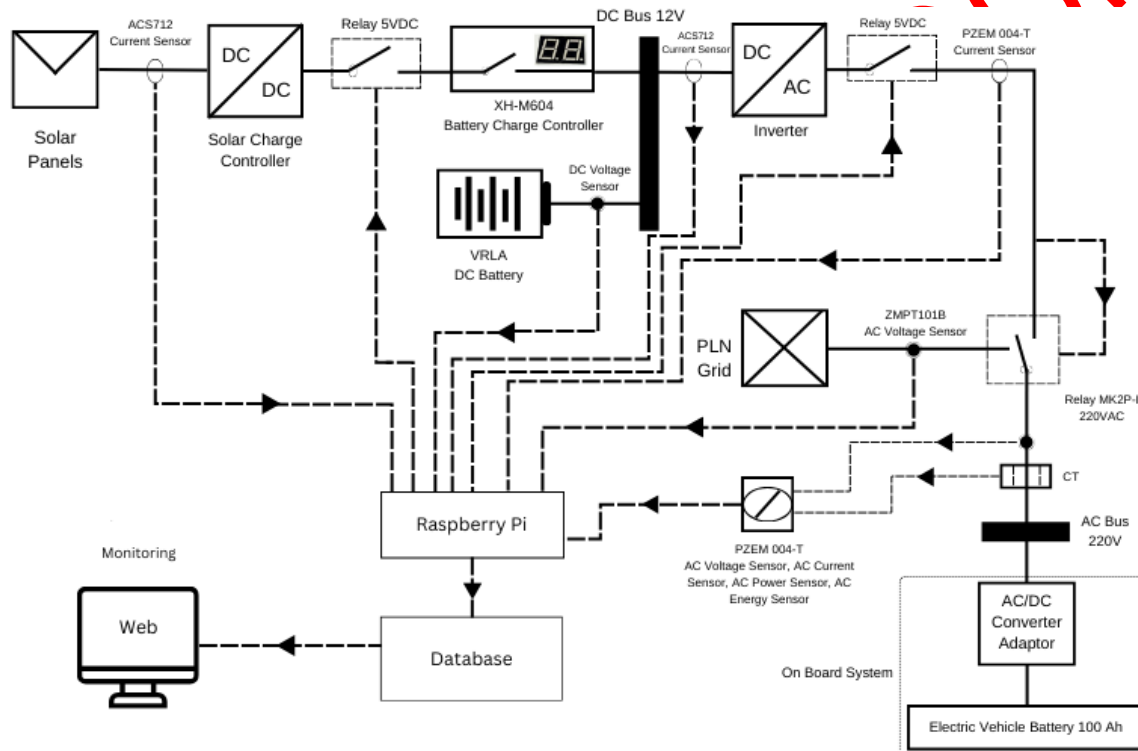 ACS712
Current Sensor
Relay 5VDC
DC Bus 12V
ACS712
Current Sensor
Relay 5VDC
PZEM 004-T
Current Sensor
DC
DC
8.8.
DC
AC
Solar
Panels
Solar Charge
Controller
XH-M604
Battery Charge Controller
Inverter
DC Voltage
Sensor
VRLA
DC Battery
PLN
Grid
ZMPT101B
AC Voltage Sensor
Relay MK2P-I
220VAC
CT
Raspberry Pi
AC Bus
220V
PZEM 004-T
AC Voltage Sensor, AC Current
Sensor, AC Power Sensor, AC
Energy Sensor
Monitoring
Web
Database
AC/DC
Converter
Adaptor
On Board System
Electric Vehicle Battery 100 Ah